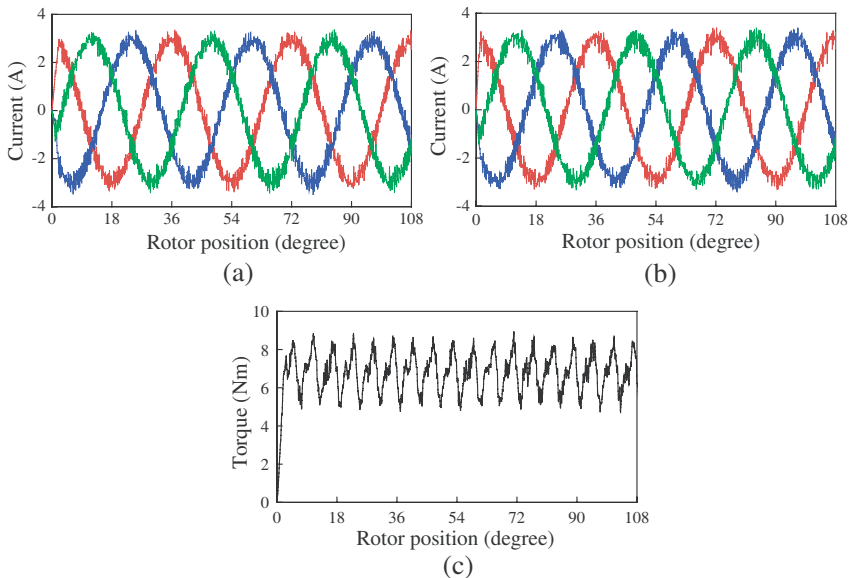 4
2
0
-2
-4
Current (A)
0 18 36 54 72 90 108
Rotor position (degree)
(a)
4
2
0
-2
-4
Current (A)
0 18 36 54 72 90 108
Rotor position (degree)
(b)
10
8
6
4
2
0
Torque (Nm)
0 18 36 54 72 90 108
Rotor position (degree)
(c)